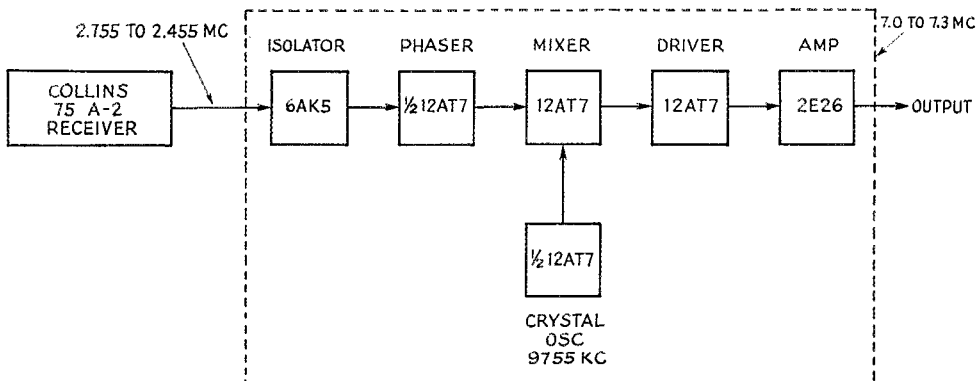 2.755 TO 2.455 MC
7.0 TO 7.3 MC
ISOLATOR
PHASER
MIXER
DRIVER
AMP
COLLINS
75 A-2
RECEIVER
6AK5
½ 12AT7
12AT7
12AT7
2E26
OUTPUT
½ 12AT7
CRYSTAL
OSC
9755 KC